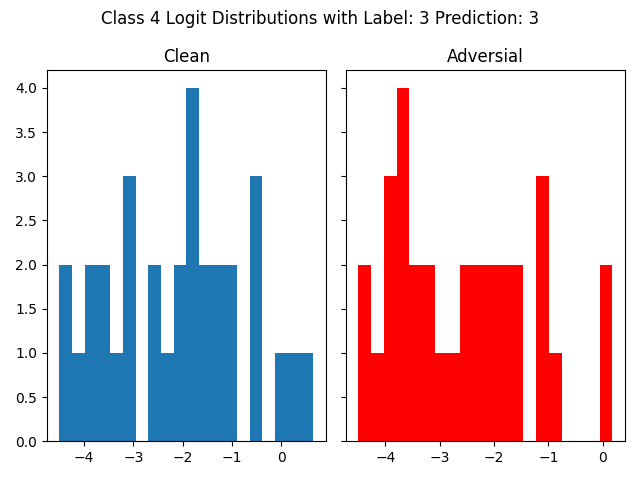 Class 4 Logit Distributions with Label: 3 Prediction: 3
Clean
Adversial
4.0
3.5
3.0
2.5
2.0
1.5
1.0
0.5
0.0
−4 −3 −2 −1 0
−4 −3 −2 −1 0